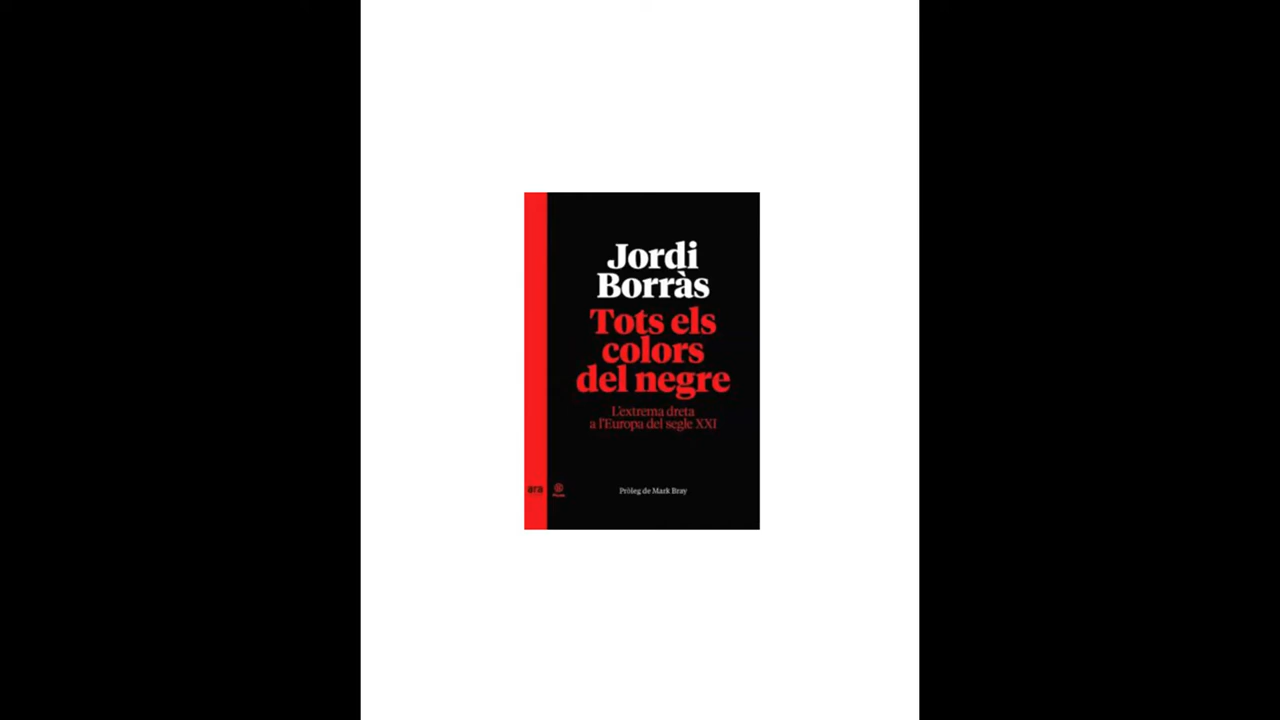 Jordi
Borràs
Tots els
colors
del negre
L'extrema dreta
a l'Europa del segle XXI
ara
Pròleg de Mark Bray